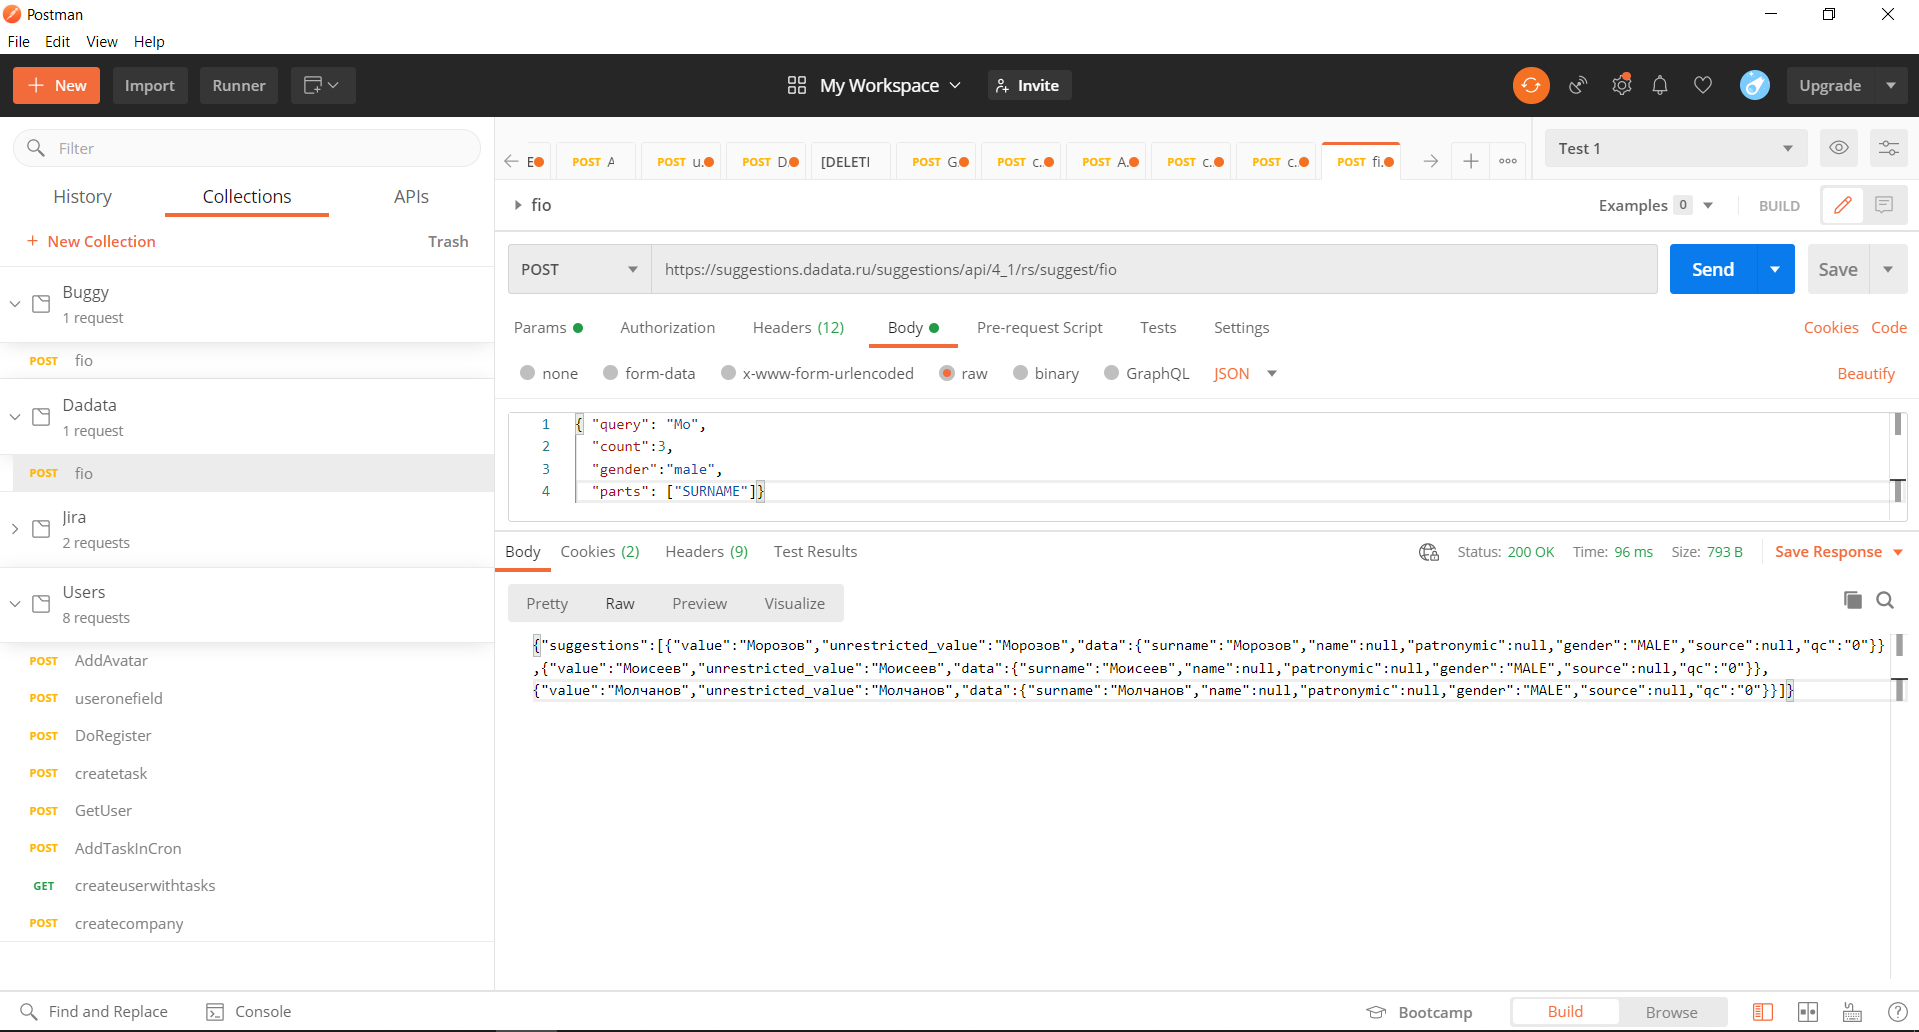 Postman
File Edit View Help
+ New Import Runner My Workspace Invite Upgrade
Filter
History Collections APIs
+ New Collection Trash
Buggy
1 request
POST fio
Dadata
1 request
POST fio
Jira
2 requests
Users
8 requests
POST AddAvatar
POST useronefield
POST DoRegister
POST createtask
POST GetUser
POST AddTaskInCron
GET createuserwithtasks
POST createcompany
E POST A POST u. POST D [DELETI POST G POST c. POST A. POST c. POST c. POST fi. + ooo Test 1
fio Examples 0 BUILD
POST https://suggestions.dadata.ru/suggestions/api/4_1/rs/suggest/fio Send Save
Params Authorization Headers (12) Body Pre-request Script Tests Settings Cookies Code
none form-data x-www-form-urlencoded raw binary GraphQL JSON Beautify
1 { "query": "Мо",
2 "count":3,
3 "gender":"male",
4 "parts": ["SURNAME"]}
Body Cookies (2) Headers (9) Test Results Status: 200 OK Time: 96 ms Size: 793 B Save Response
Pretty Raw Preview Visualize
{"suggestions":[{"value":"Морозов","unrestricted_value":"Морозов","data":{"surname":"Морозов","name":null,"patronymic":null,"gender":"MALE","source":null,"qc":"0"}}
,{"value":"Моисеев","unrestricted_value":"Моисеев","data":{"surname":"Моисеев","name":null,"patronymic":null,"gender":"MALE","source":null,"qc":"0"}},
{"value":"Молчанов","unrestricted_value":"Молчанов","data":{"surname":"Молчанов","name":null,"patronymic":null,"gender":"MALE","source":null,"qc":"0"}}]}
Find and Replace Console Bootcamp Build Browse ?